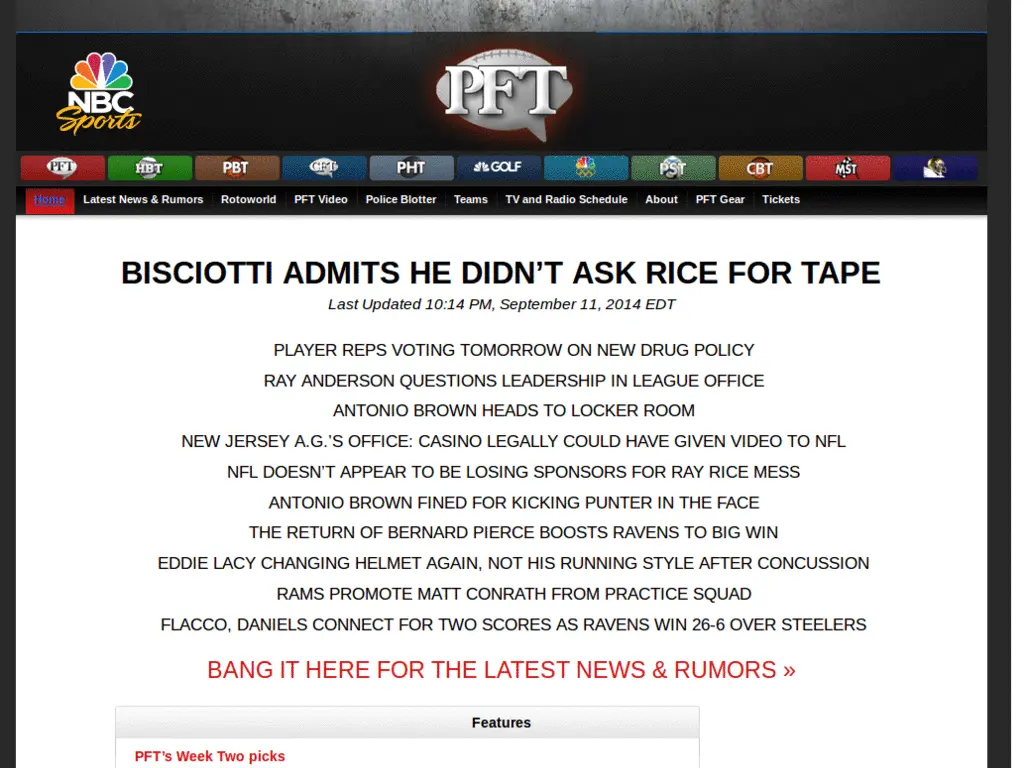 NBC
Sports
PFT
PFT HBT PBT CFT PHT GOLF PST CBT MST
Home Latest News & Rumors Rotoworld PFT Video Police Blotter Teams TV and Radio Schedule About PFT Gear Tickets
BISCIOTTI ADMITS HE DIDN’T ASK RICE FOR TAPE
Last Updated 10:14 PM, September 11, 2014 EDT
PLAYER REPS VOTING TOMORROW ON NEW DRUG POLICY
RAY ANDERSON QUESTIONS LEADERSHIP IN LEAGUE OFFICE
ANTONIO BROWN HEADS TO LOCKER ROOM
NEW JERSEY A.G.’S OFFICE: CASINO LEGALLY COULD HAVE GIVEN VIDEO TO NFL
NFL DOESN’T APPEAR TO BE LOSING SPONSORS FOR RAY RICE MESS
ANTONIO BROWN FINED FOR KICKING PUNTER IN THE FACE
THE RETURN OF BERNARD PIERCE BOOSTS RAVENS TO BIG WIN
EDDIE LACY CHANGING HELMET AGAIN, NOT HIS RUNNING STYLE AFTER CONCUSSION
RAMS PROMOTE MATT CONRATH FROM PRACTICE SQUAD
FLACCO, DANIELS CONNECT FOR TWO SCORES AS RAVENS WIN 26-6 OVER STEELERS
BANG IT HERE FOR THE LATEST NEWS & RUMORS »
Features
PFT’s Week Two picks